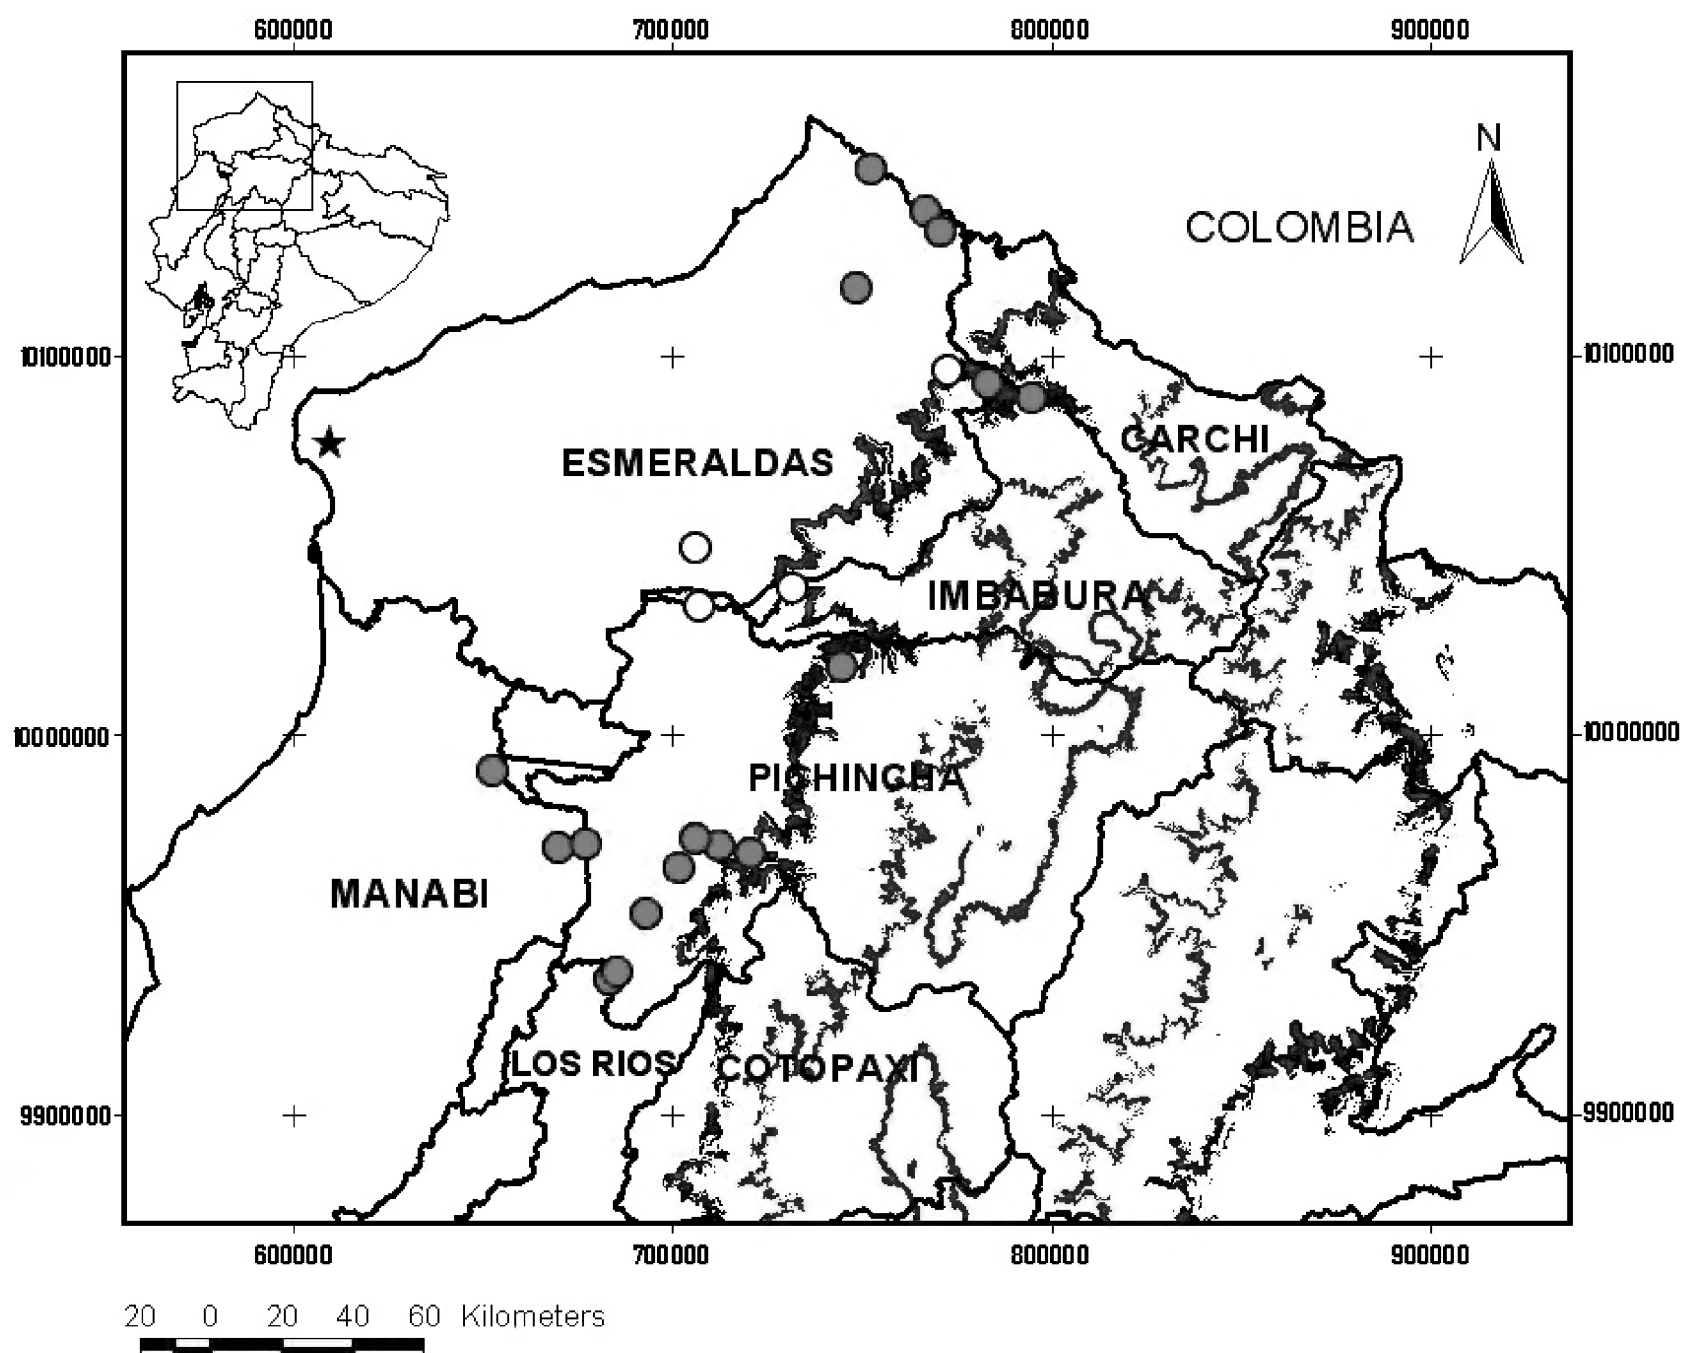 600000 700000 800000 900000
N
COLOMBIA
10100000 10100000
CARCHI
ESMERALDAS
IMBABURA
10000000 10000000
PICHINCHA
MANABI
LOS RIOS COTOPAXI
9900000 9900000
600000 700000 800000 900000
20 0 20 40 60 Kilometers